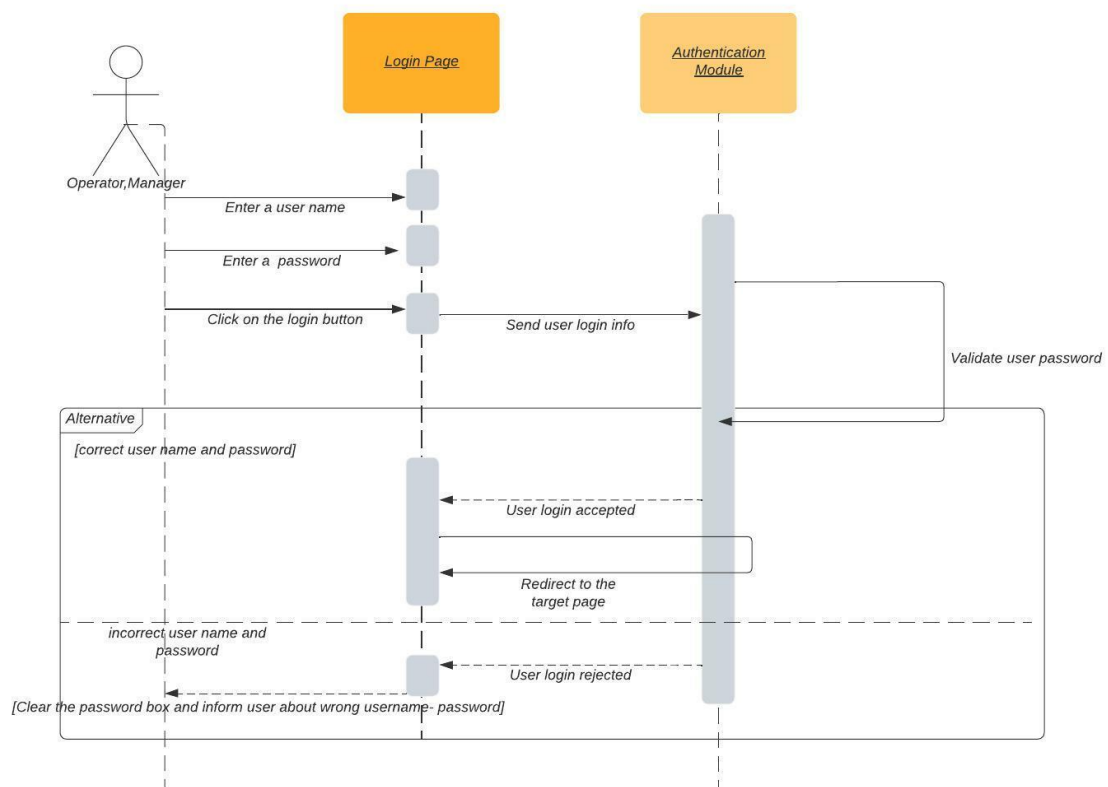 Login Page
Authentication
Module
Operator,Manager
Enter a user name
Enter a  password
Click on the login button
Send user login info
Validate user password
Alternative
[correct user name and password]
User login accepted
Redirect to the
target page
incorrect user name and
password
User login rejected
[Clear the password box and inform user about wrong username- password]